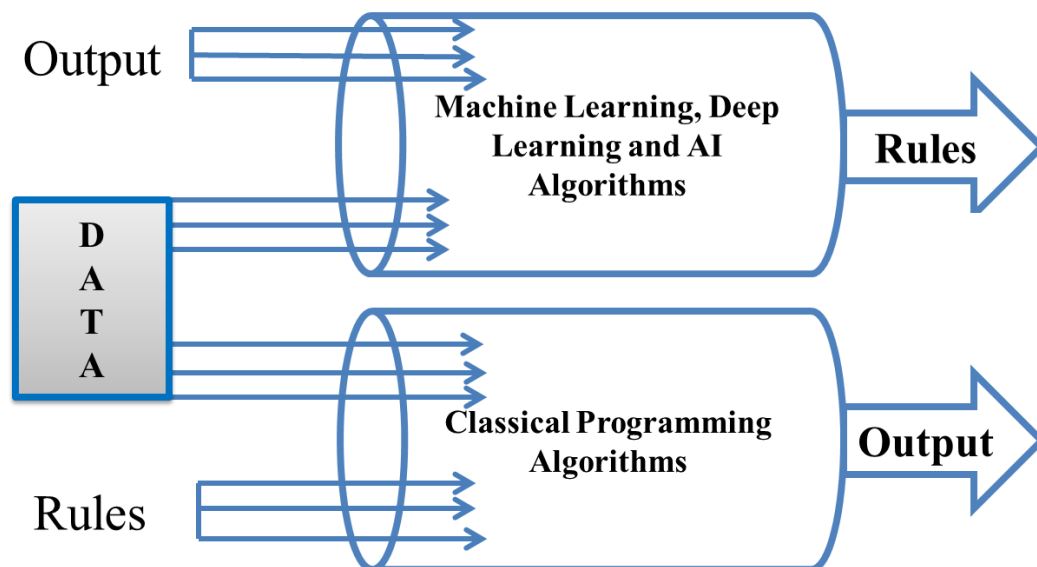 Output
Machine Learning, Deep
Learning and AI
Algorithms
Rules
D
A
T
A
Classical Programming
Algorithms
Output
Rules